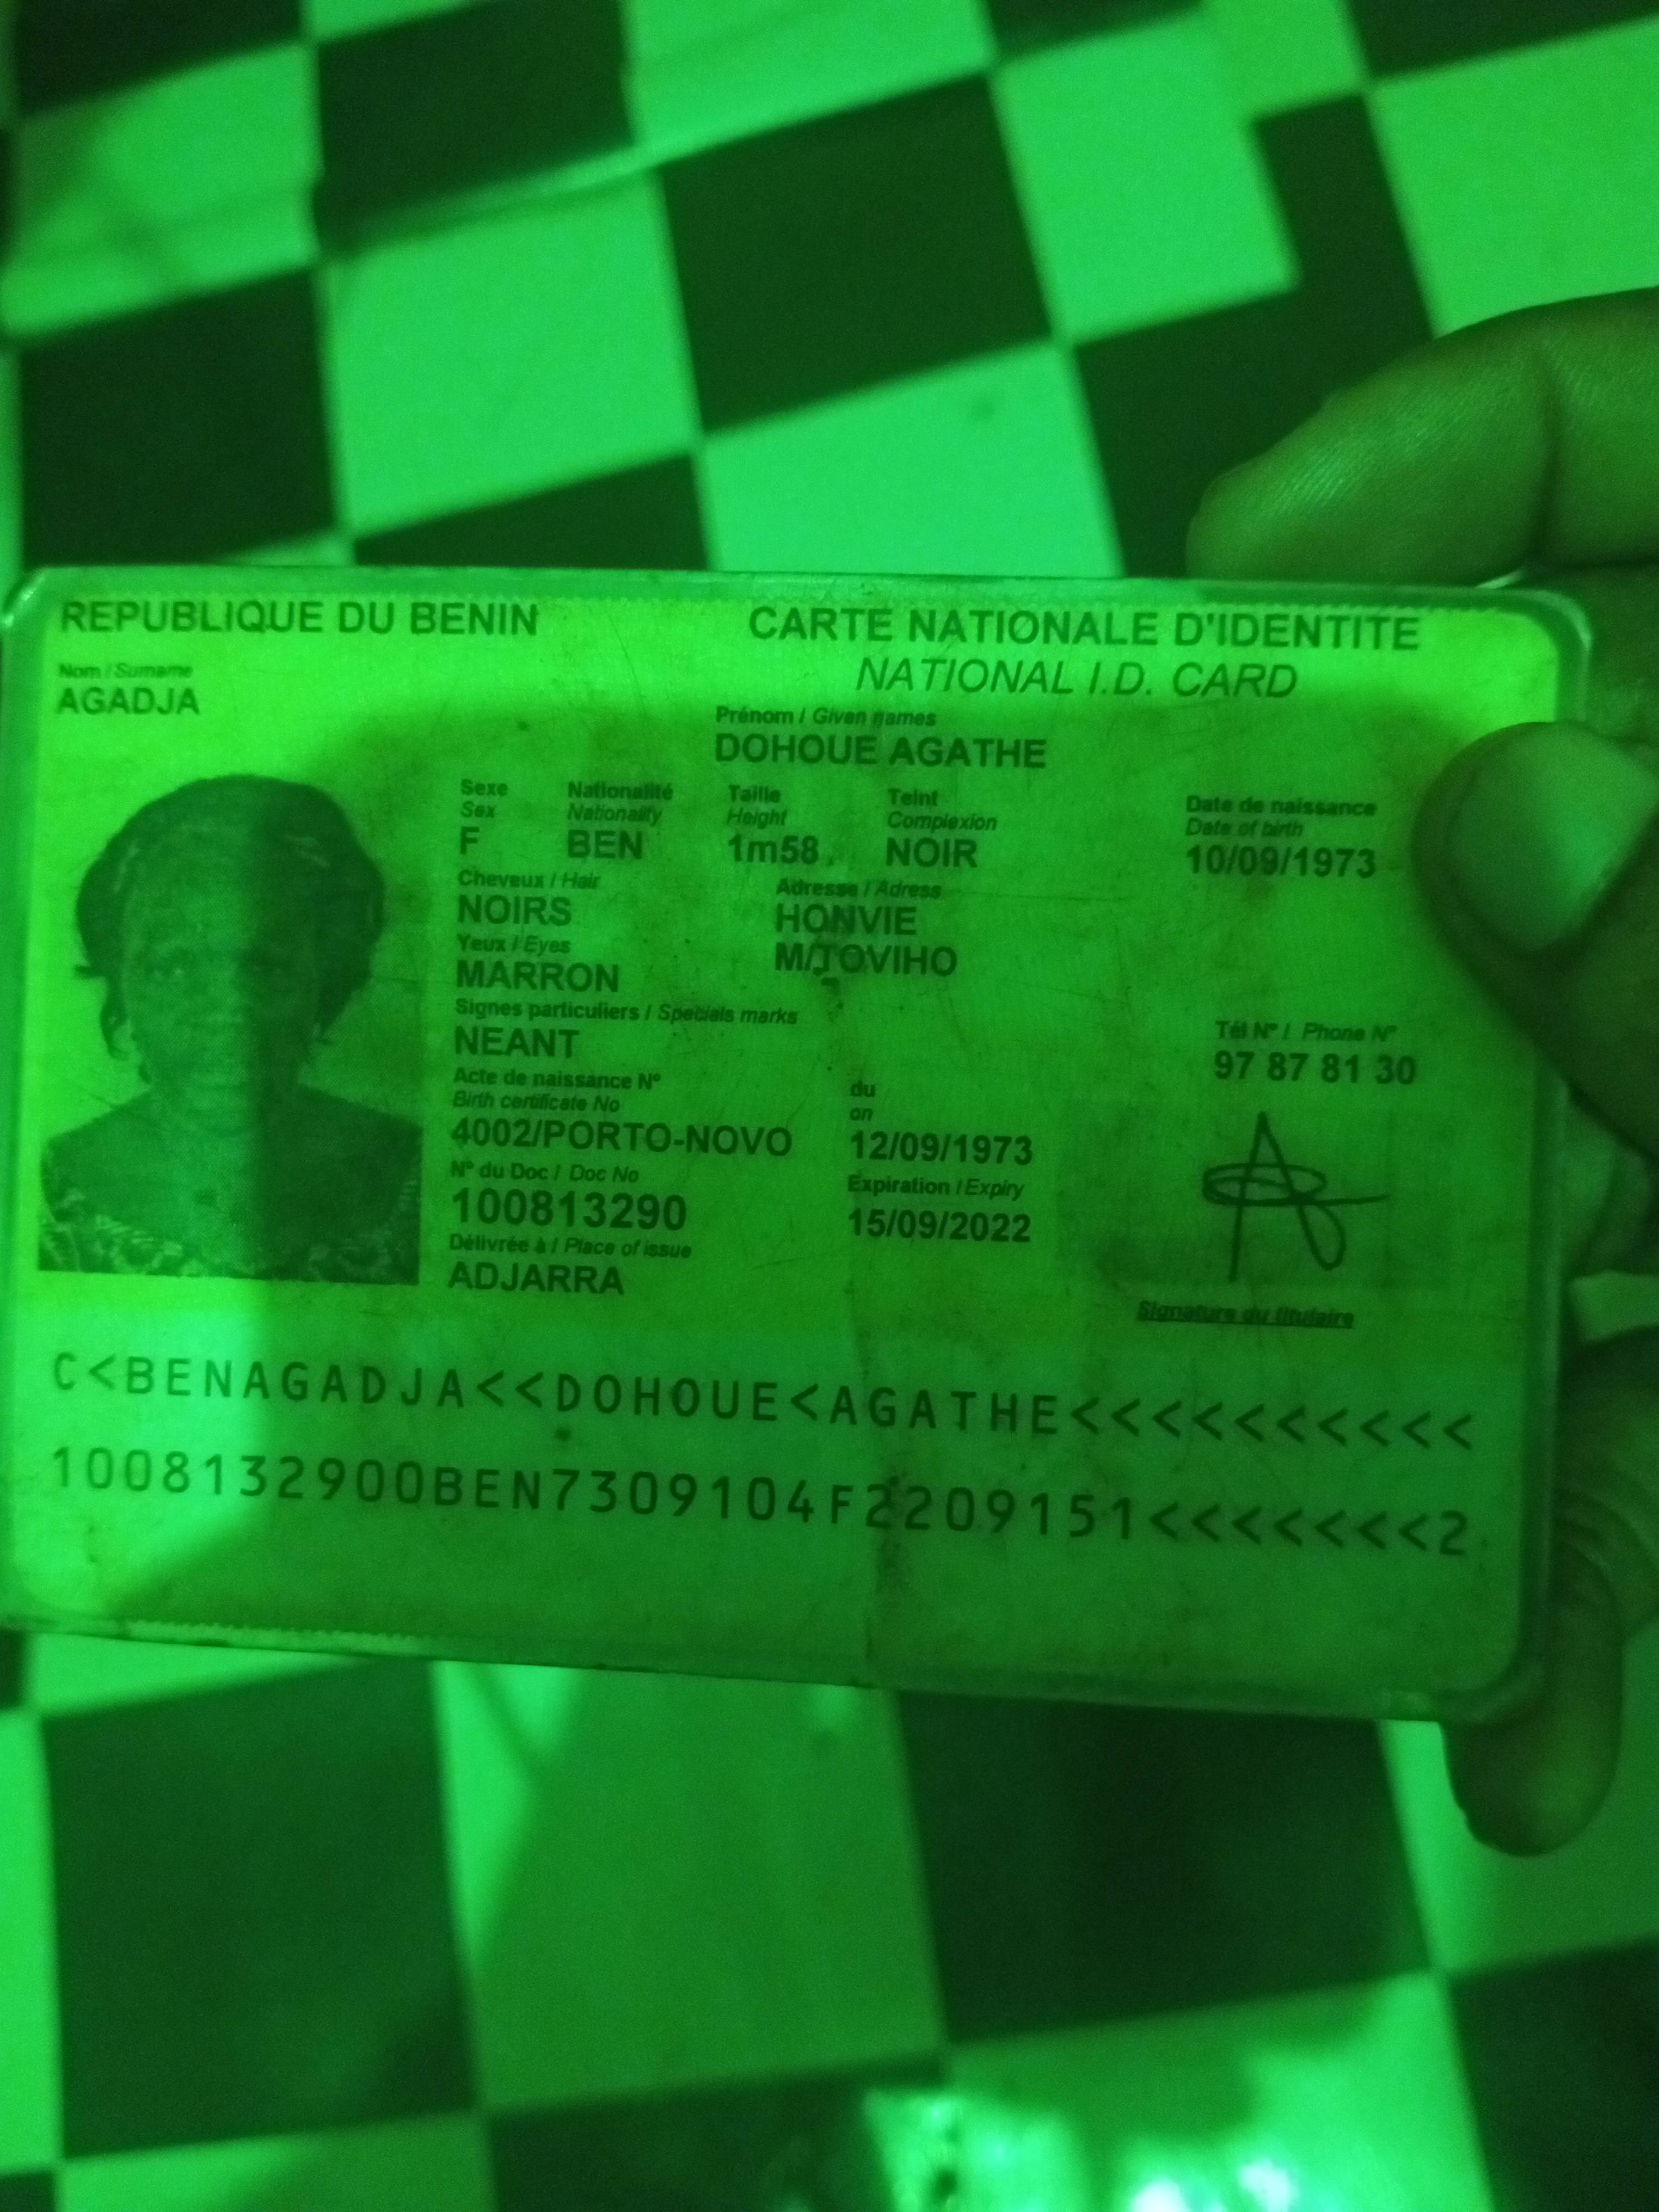 REPUBLIQUE DU BENIN
CARTE NATIONALE D'IDENTITE
NATIONAL I.D. CARD
Nom / Surname
AGADJA
Prénom / Given names
DOHOUE AGATHE
Sexe Nationalité Taille Teint Date de naissance
Sex Nationality Height Complexion Date of birth
F BEN 1m58 NOIR 10/09/1973
Cheveux / Hair Adresse / Adress
NOIRS HONVIE
Yeux / Eyes M/TOVIHO
MARRON
Signes particuliers / Specials marks
NEANT
Tél N° / Phone N°
97 87 81 30
Acte de naissance N° du
Birth certificate No on
4002/PORTO-NOVO 12/09/1973
N° du Doc / Doc No Expiration / Expiry
100813290 15/09/2022
Délivrée à / Place of issue
ADJARRA
Signature du titulaire
C<BENAGADJA<<DOHOUE<AGATHE<<<<<<<<<<
1008132900BEN7309104F2209151<<<<<<<2